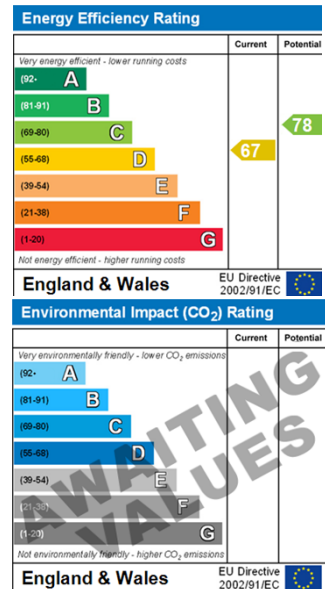 Energy Efficiency Rating
Current Potential
Very energy efficient - lower running costs
(92- A
(81-91) B
(69-80) C
(55-68) D
(39-54) E
(21-38) F
(1-20) G
67
78
Not energy efficient - higher running costs
England & Wales
EU Directive
2002/91/EC
Environmental Impact (CO₂) Rating
Current Potential
Very environmentally friendly - lower CO₂ emissions
(92- A
(81-91) B
(69-80) C
(55-68) D
(39-54) E
(21-38) F
(1-20) G
AWAITING
VALUES
Not environmentally friendly - higher CO₂ emissions
England & Wales
EU Directive
2002/91/EC